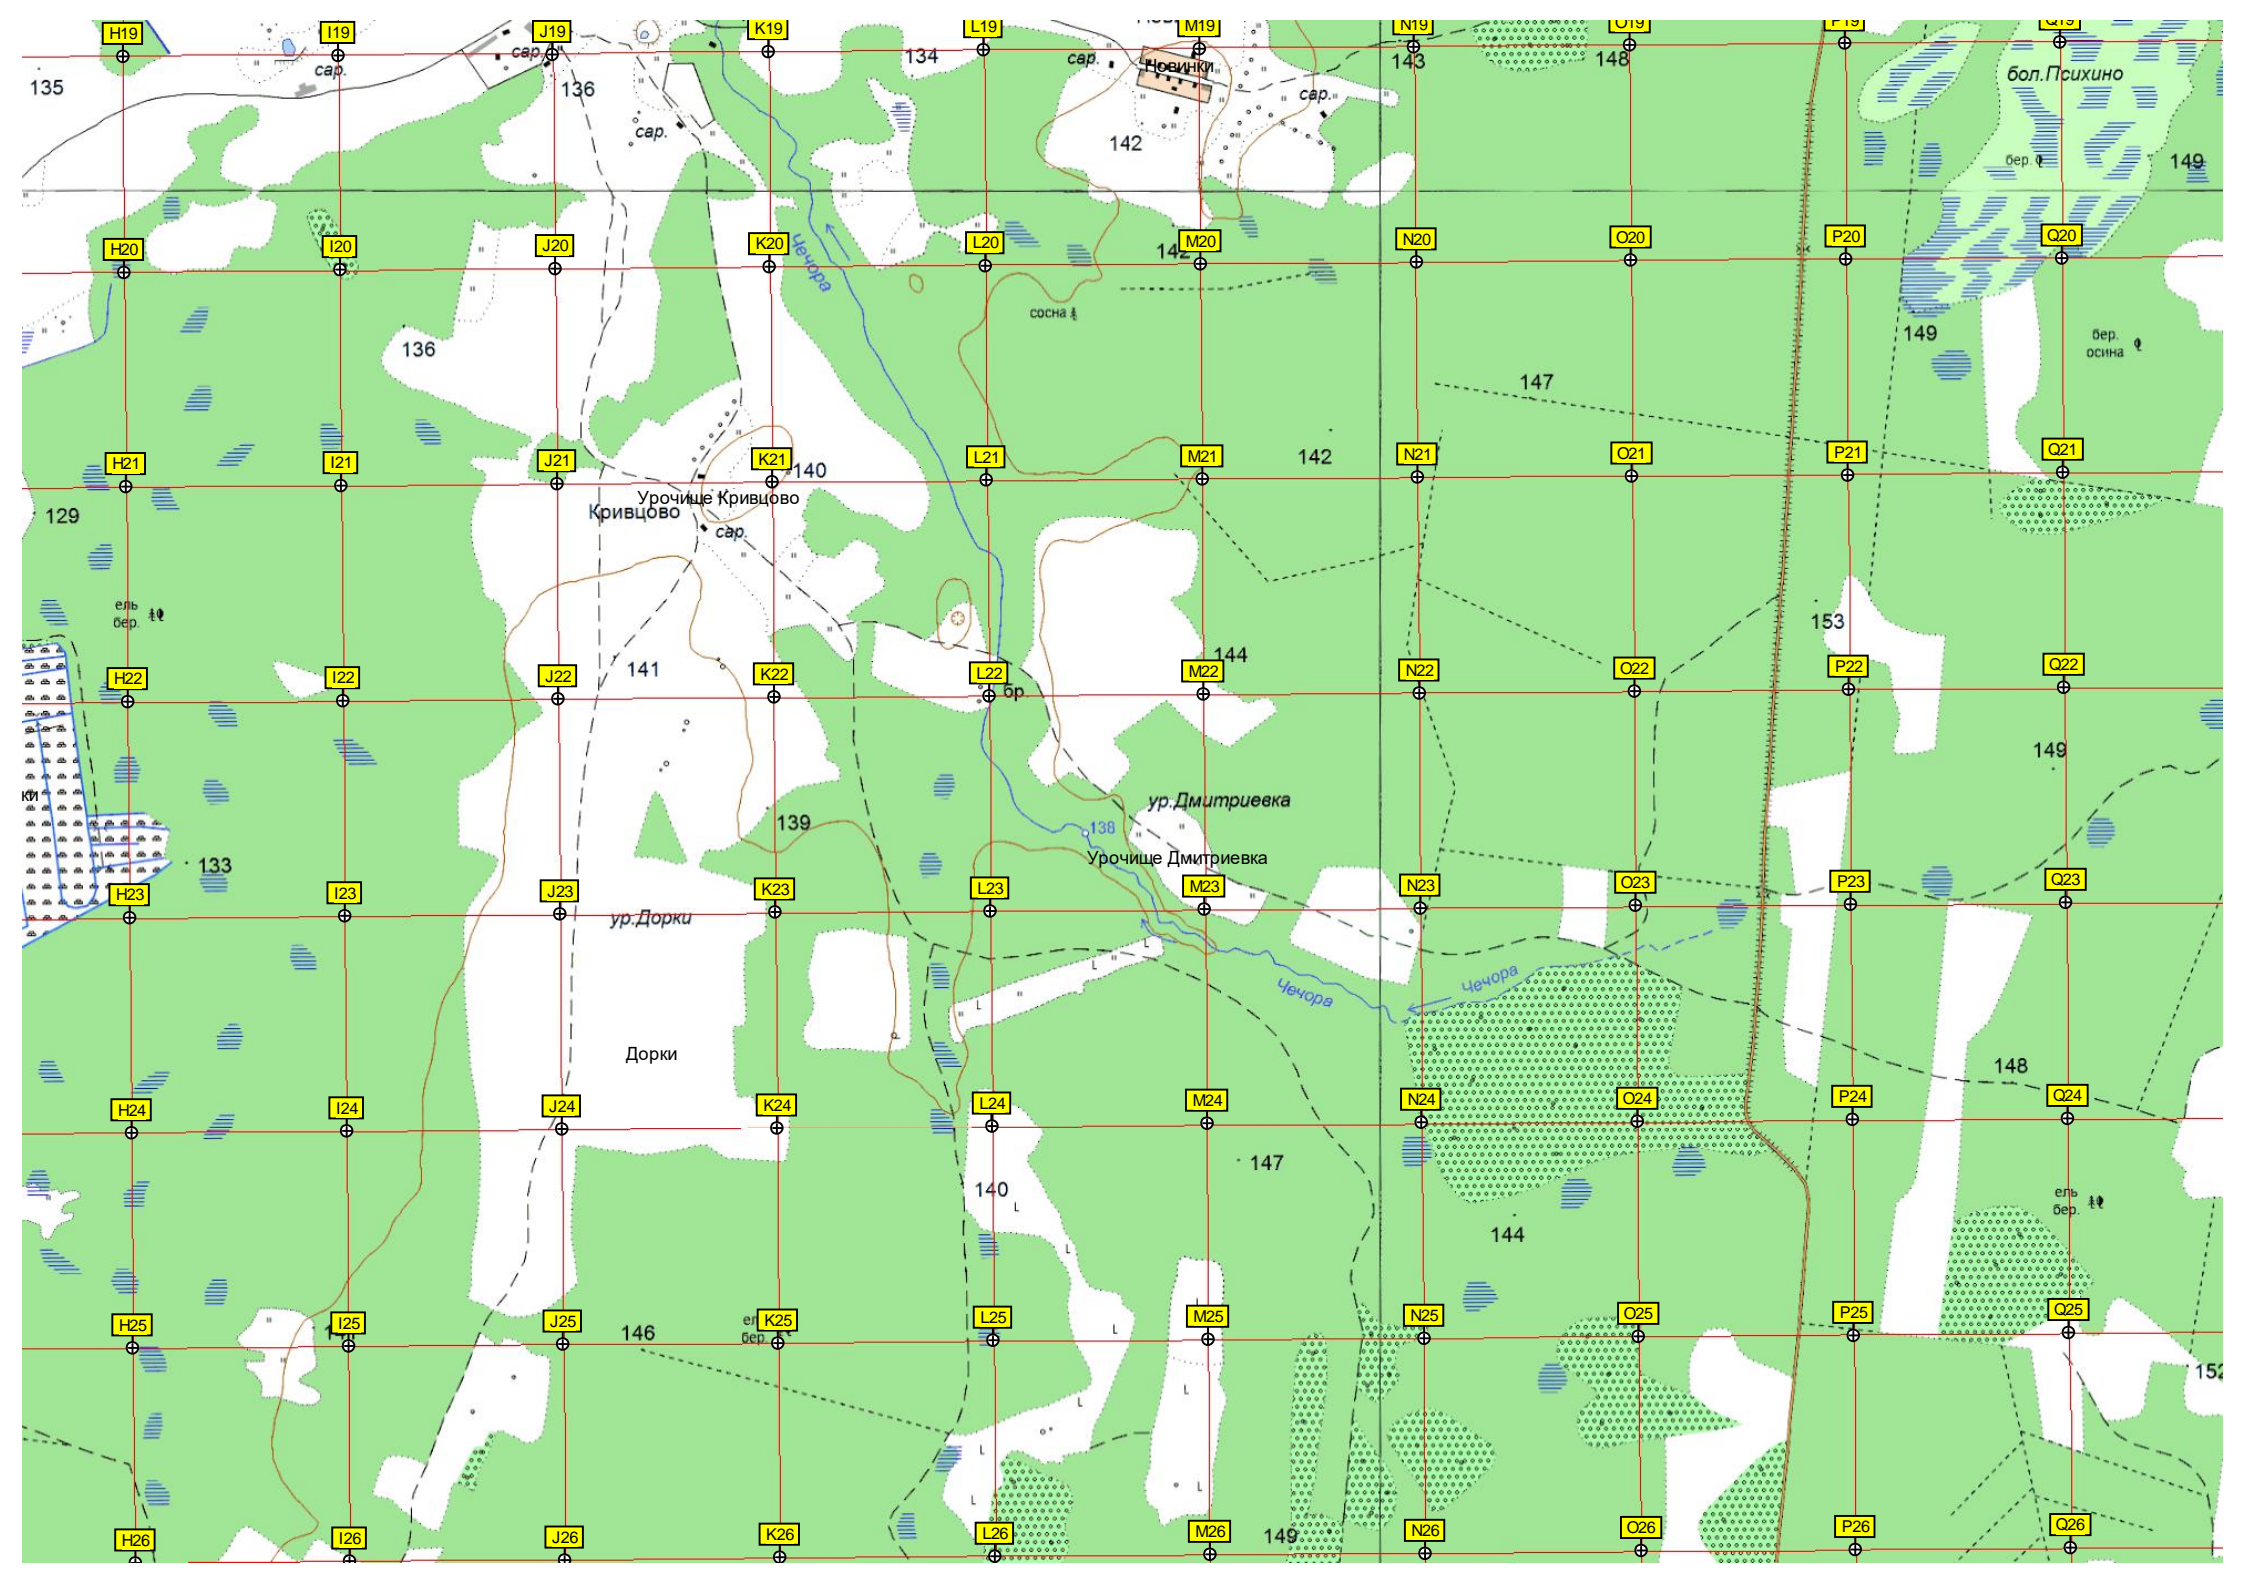 H19 I19 J19 K19 L19 M19 N19 O19 P19 Q19
сар. сар. 134 сар. Новинки 143 148 бол.Психино
135 136 сар. сар. 142 бер. 149
H20 I20 J20 K20 L20 142 M20 N20 O20 P20 Q20
Чечора
сосна
136 149 бер.
осина
147
H21 I21 J21 K21 140 L21 M21 142 N21 O21 P21 Q21
Урочище Кривцово
129 Кривцово
сар.
ель
бер.
153
141 144
H22 I22 J22 K22 L22 бр M22 N22 O22 P22 Q22
149
ки
ур.Дмитриевка
139 138
133 Урочище Дмитриевка
H23 I23 J23 K23 L23 M23 N23 O23 P23 Q23
ур.Дорки
Чечора Чечора
Дорки
148
H24 I24 J24 K24 L24 M24 N24 O24 P24 Q24
147
140
ель
бер.
144
H25 I25 J25 146 K25 L25 M25 N25 O25 P25 Q25
бер.
152
H26 I26 J26 K26 L26 M26 149 N26 O26 P26 Q26